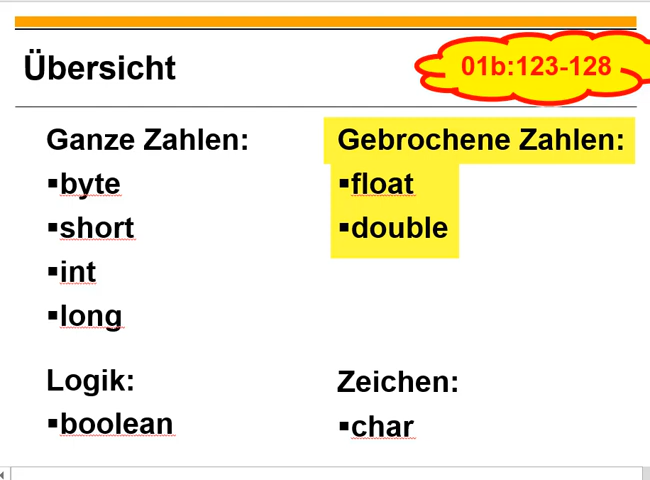 Übersicht
01b:123-128
Ganze Zahlen:
▪byte
▪short
▪int
▪long
Gebrochene Zahlen:
▪float
▪double
Logik:
▪boolean
Zeichen:
▪char